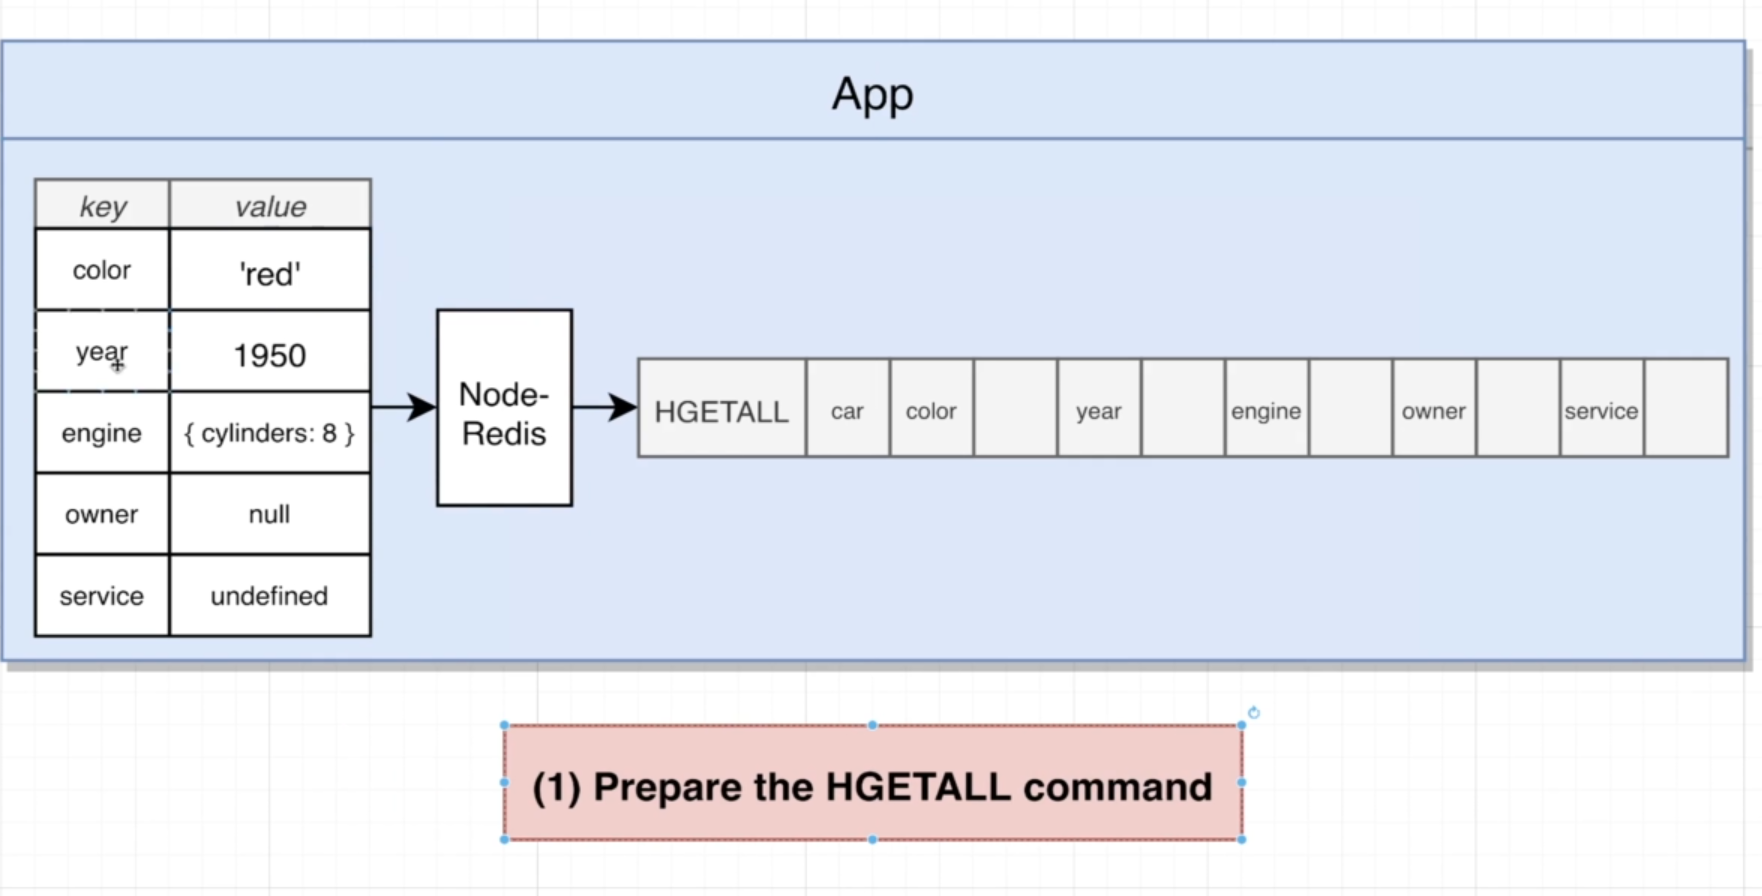 App
key value
color 'red'
year 1950
engine { cylinders: 8 }
owner null
service undefined
Node-
Redis
HGETALL car color year engine owner service
(1) Prepare the HGETALL command